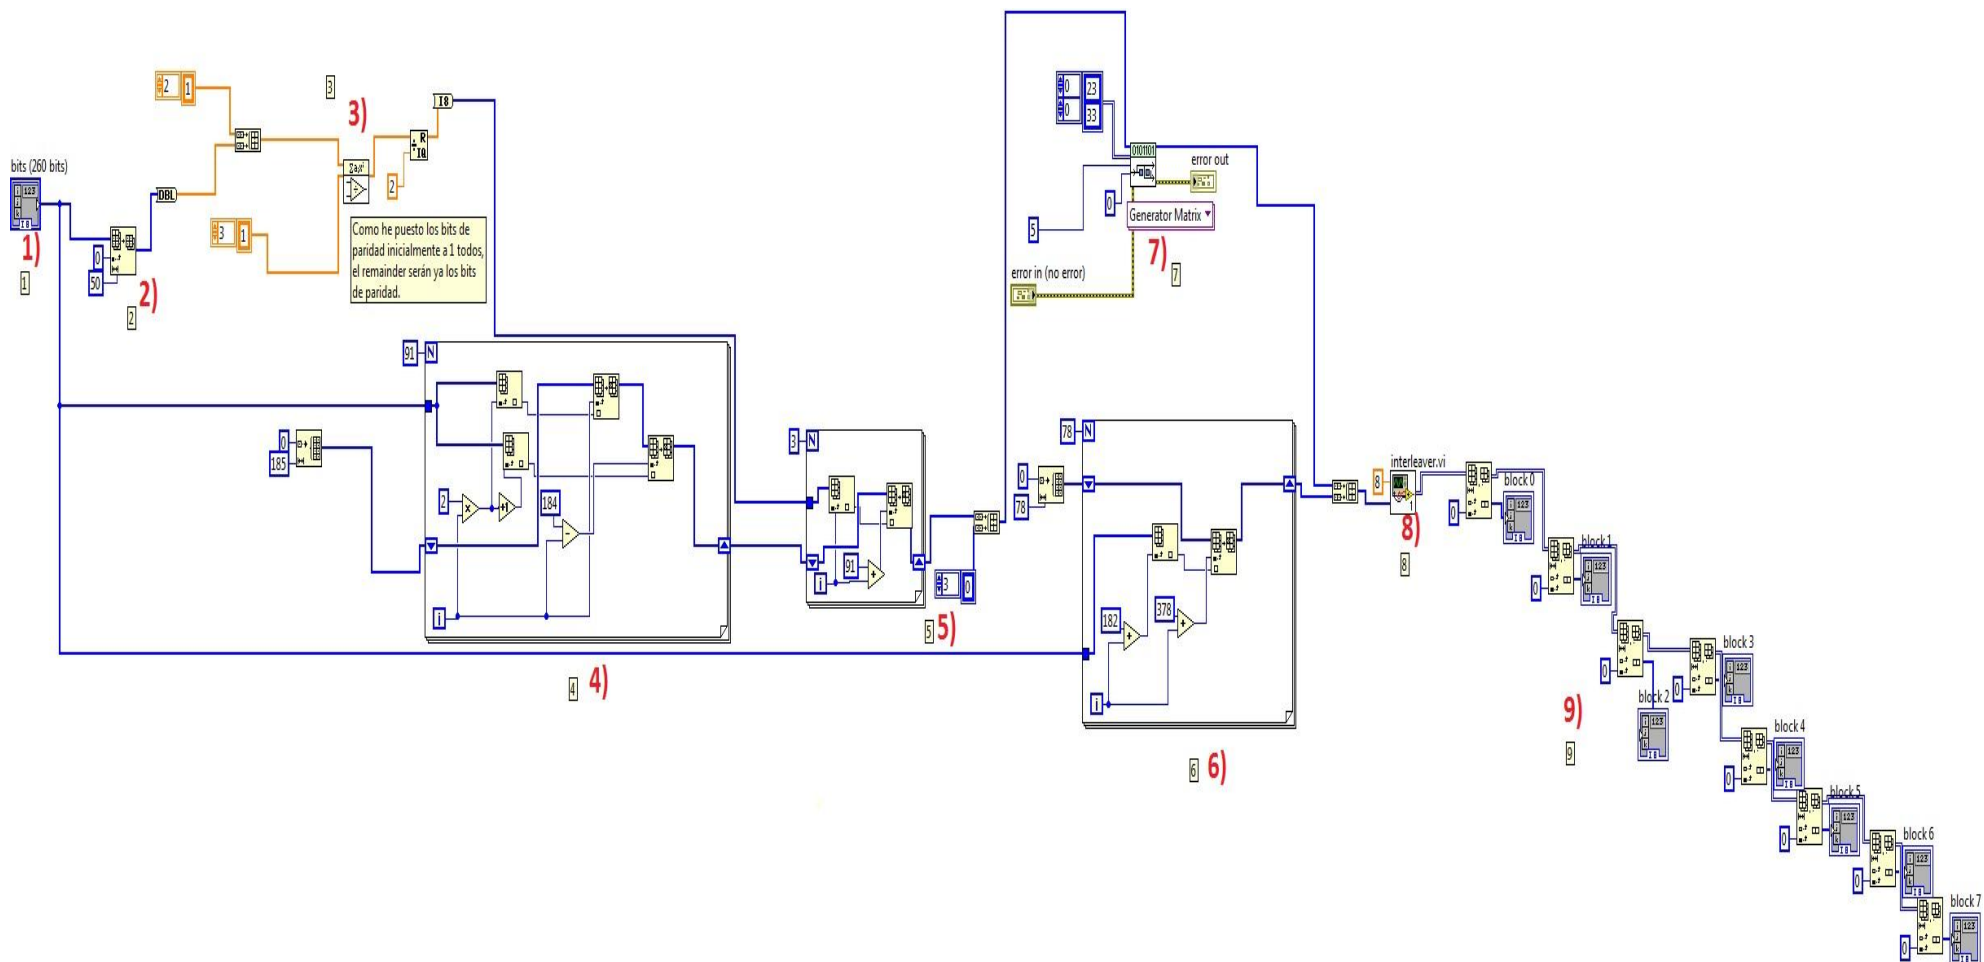 bits (260 bits)
1)
1
0
50
2)
2
2
1
DBL
3
1
3
3)
R
IQ
2
I8
Como he puesto los bits de
paridad inicialmente a 1 todos,
el remainder serán ya los bits
de paridad.
91
N
0
185
2
+1
184
i
4
4)
3
N
91
i
3
0
5
5)
0
23
0
33
0101101
5
0
error out
Generator Matrix
error in (no error)
7)
7
78
N
0
78
182
378
i
6
6)
8
interleaver.vi
8)
8
0
block 0
0
block 1
0
block 2
0
block 3
0
block 4
0
block 5
0
block 6
0
block 7
9)
9